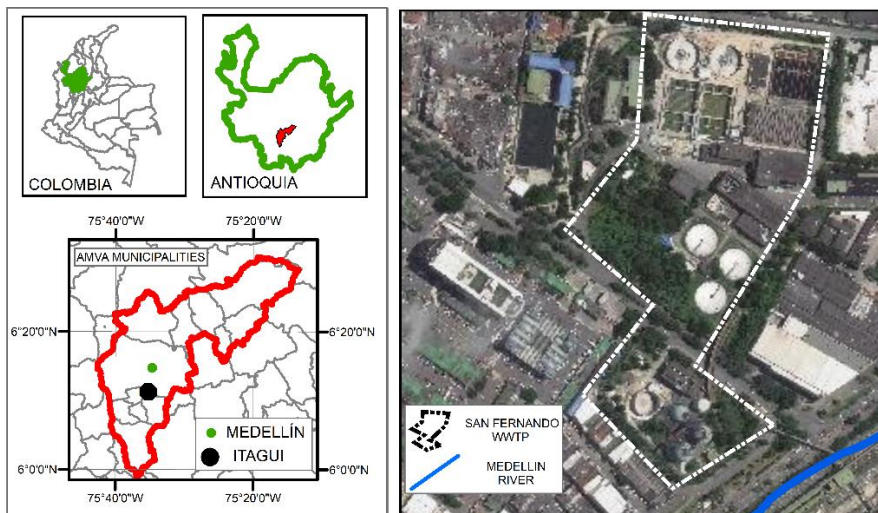 COLOMBIA
ANTIOQUIA
75°40'0"W
75°20'0"W
AMVA MUNICIPALITIES
6°20'0"N
6°20'0"N
MEDELLÍN
ITAGUI
6°0'0"N
6°0'0"N
75°40'0"W
75°20'0"W
SAN FERNANDO
WWTP
MEDELLIN
RIVER